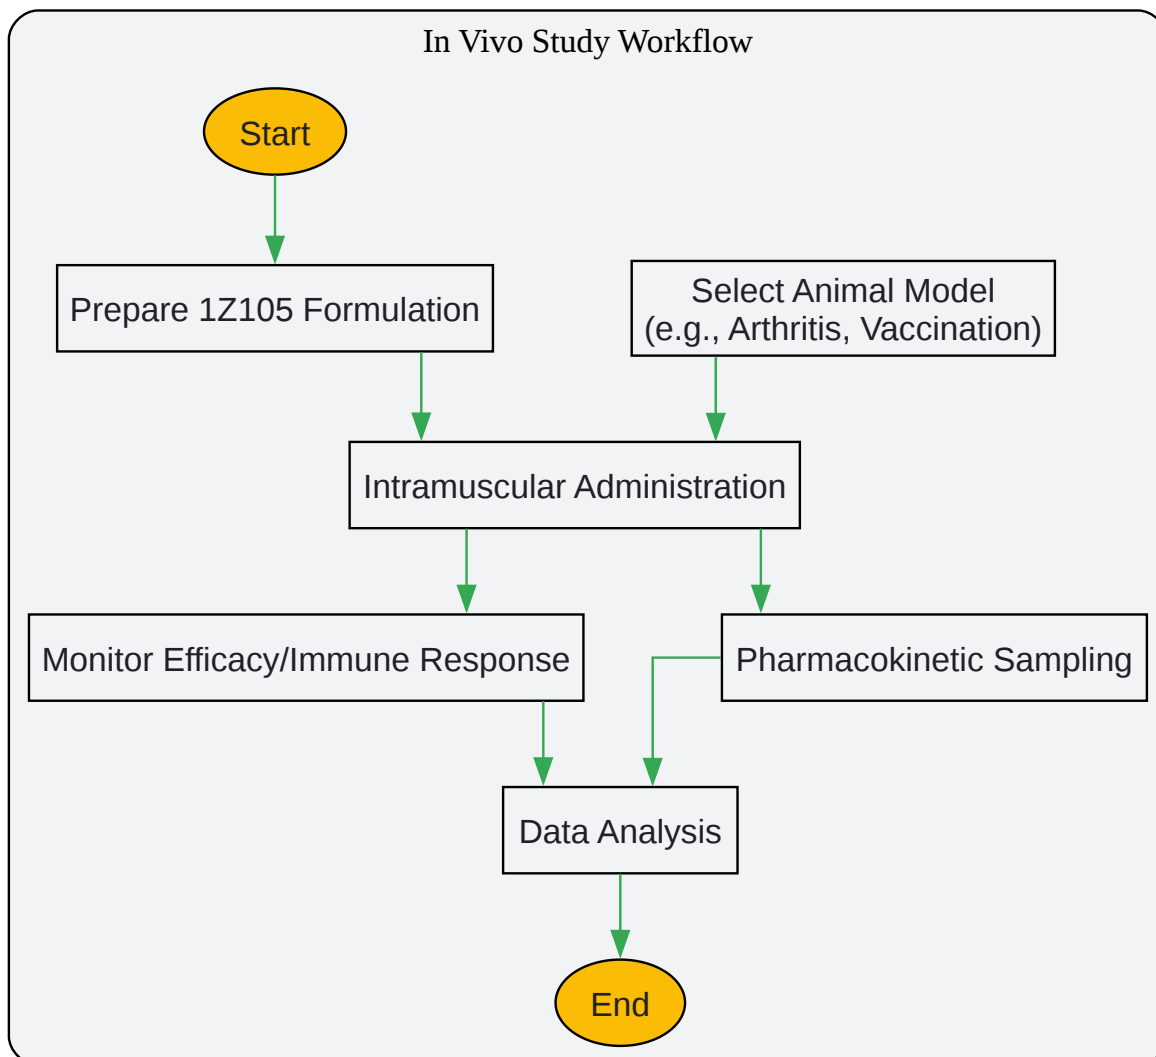 In Vivo Study Workflow
Start
Prepare 1Z105 Formulation
Select Animal Model
(e.g., Arthritis, Vaccination)
Intramuscular Administration
Monitor Efficacy/Immune Response
Pharmacokinetic Sampling
Data Analysis
End